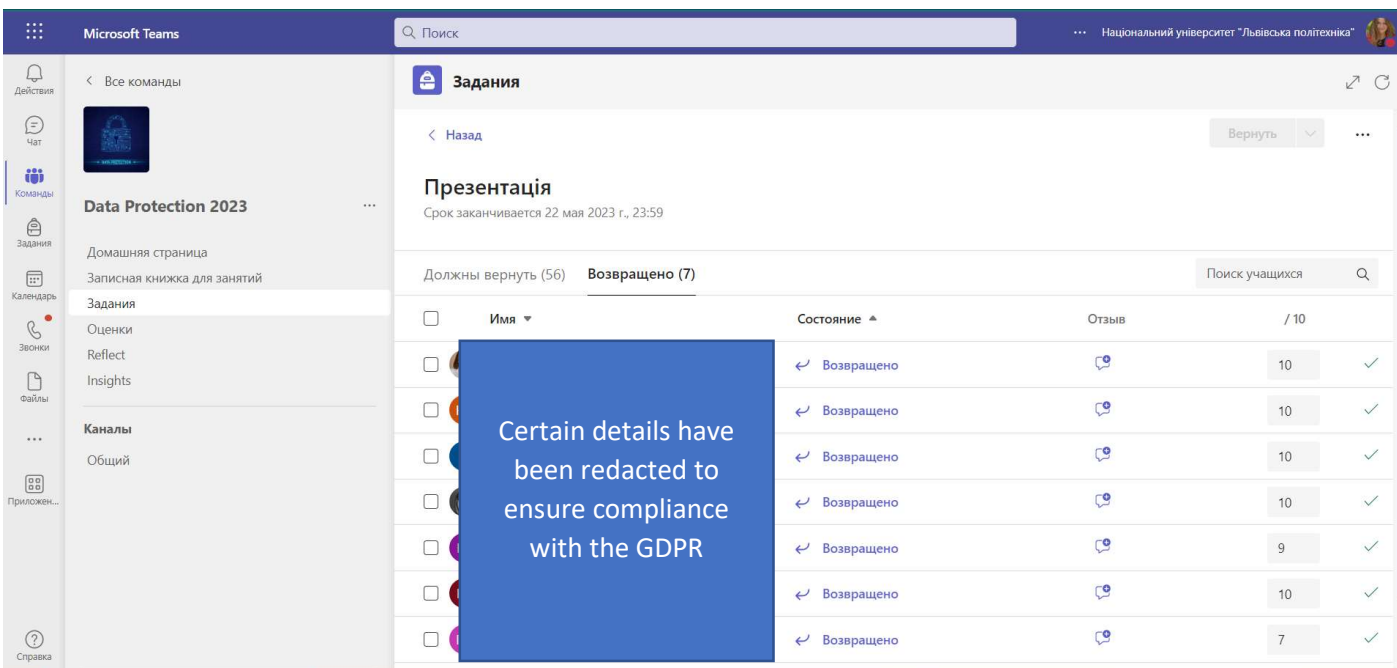 Microsoft Teams
Поиск
Національний університет "Львівська політехніка"
Действия
Чат
Команды
Задания
Календарь
Звонки
Файлы
Приложен...
Справка
Все команды
DATA PROTECTION
Data Protection 2023
Домашняя страница
Записная книжка для занятий
Задания
Оценки
Reflect
Insights
Каналы
Общий
Задания
Назад
Вернуть
Презентація
Срок заканчивается 22 мая 2023 г., 23:59
Должны вернуть (56) Возвращено (7)
Поиск учащихся
Имя Состояние Отзыв / 10
Возвращено 10
Возвращено 10
Возвращено 10
Возвращено 10
Возвращено 9
Возвращено 10
Возвращено 7
Certain details have
been redacted to
ensure compliance
with the GDPR